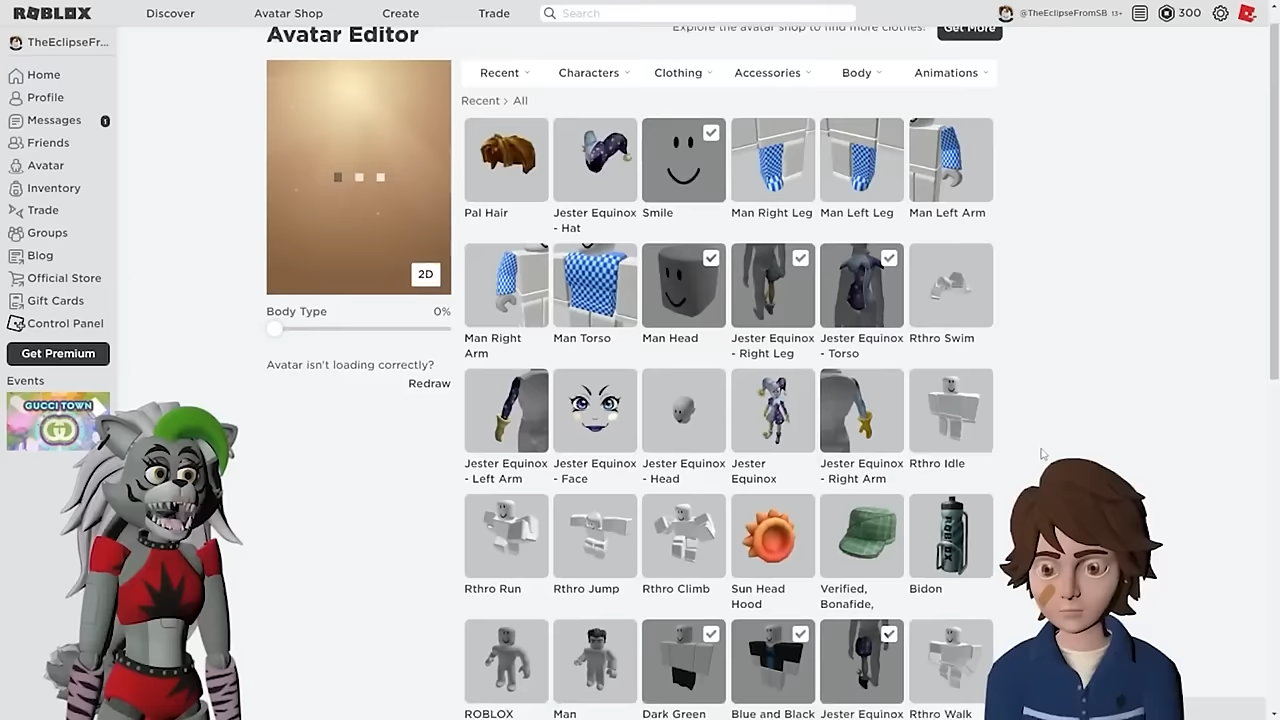 ROBLOX
Discover
Avatar Shop
Create
Trade
Search
@TheEclipseFromSB 13+
300
TheEclipseFr...
Home
Profile
Messages
1
Friends
Avatar
Inventory
Trade
Groups
Blog
Official Store
Gift Cards
Control Panel
Get Premium
Events
GUCCI TOWN
Avatar Editor
Explore the avatar shop to find more clothes!
Get More
2D
Body Type
0%
Avatar isn't loading correctly?
Redraw
Recent
Characters
Clothing
Accessories
Body
Animations
Recent > All
Pal Hair
Jester Equinox
- Hat
Smile
Man Right Leg
Man Left Leg
Man Left Arm
Man Right
Arm
Man Torso
Man Head
Jester Equinox
- Right Leg
Jester Equinox
- Torso
Rthro Swim
Jester Equinox
- Left Arm
Jester Equinox
- Face
Jester Equinox
- Head
Jester
Equinox
Jester Equinox
- Right Arm
Rthro Idle
Rthro Run
Rthro Jump
Rthro Climb
Sun Head
Hood
Verified,
Bonafide,
Bidon
ROBLOX
Man
Dark Green
Blue and Black
Jester Equinox
Rthro Walk